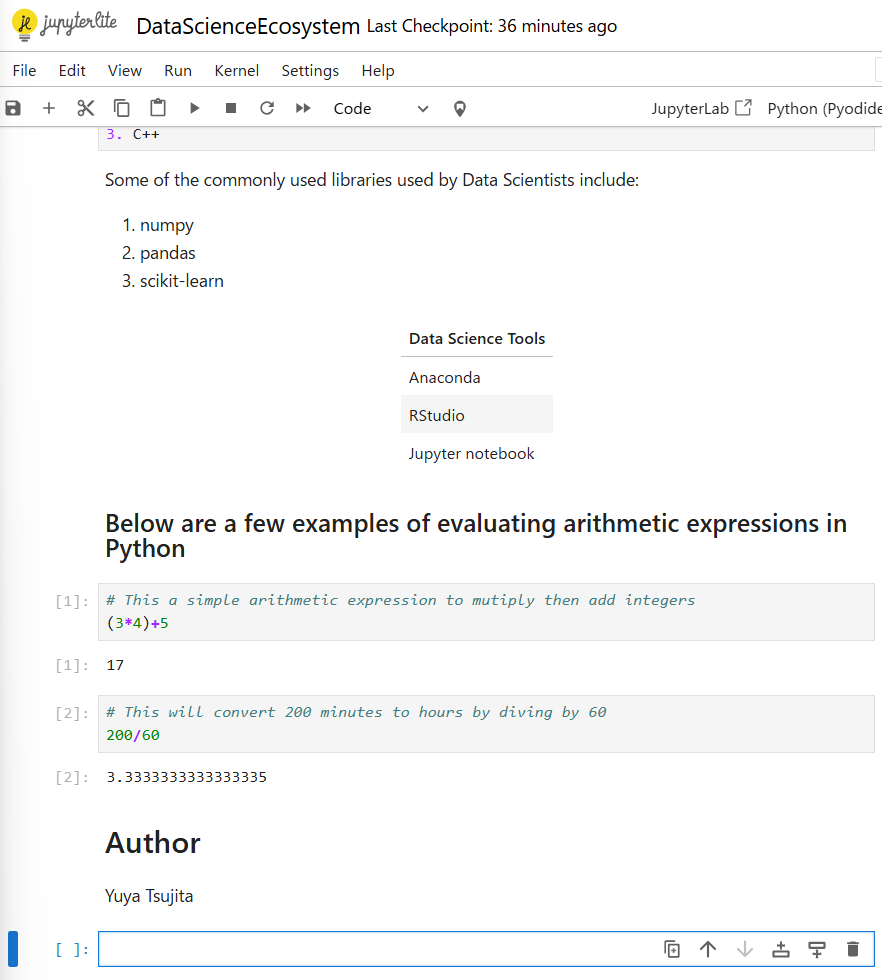 jupyterlite DataScienceEcosystem Last Checkpoint: 36 minutes ago
File Edit View Run Kernel Settings Help
Code JupyterLab Python (Pyodide
3. C++
Some of the commonly used libraries used by Data Scientists include:
1. numpy
2. pandas
3. scikit-learn
Data Science Tools
Anaconda
RStudio
Jupyter notebook
Below are a few examples of evaluating arithmetic expressions in
Python
[1]: # This a simple arithmetic expression to mutiply then add integers
(3*4)+5
[1]: 17
[2]: # This will convert 200 minutes to hours by diving by 60
200/60
[2]: 3.3333333333333335
Author
Yuya Tsujita
[ ]: